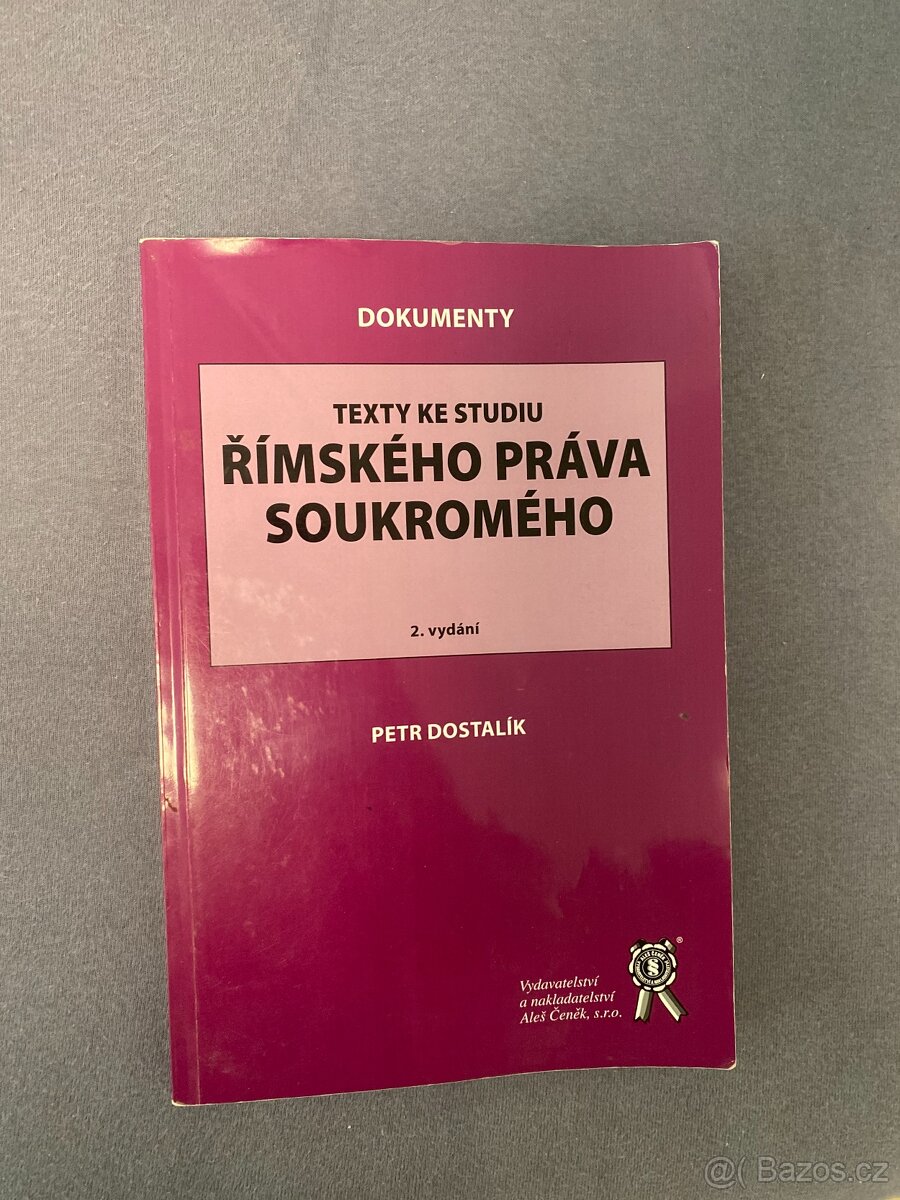 DOKUMENTY
TEXTY KE STUDIU
ŘÍMSKÉHO PRÁVA
SOUKROMÉHO
2. vydání
PETR DOSTALÍK
Vydavatelství
a nakladatelství
Aleš Čeněk, s.r.o.
§
®
@( Bazos.cz